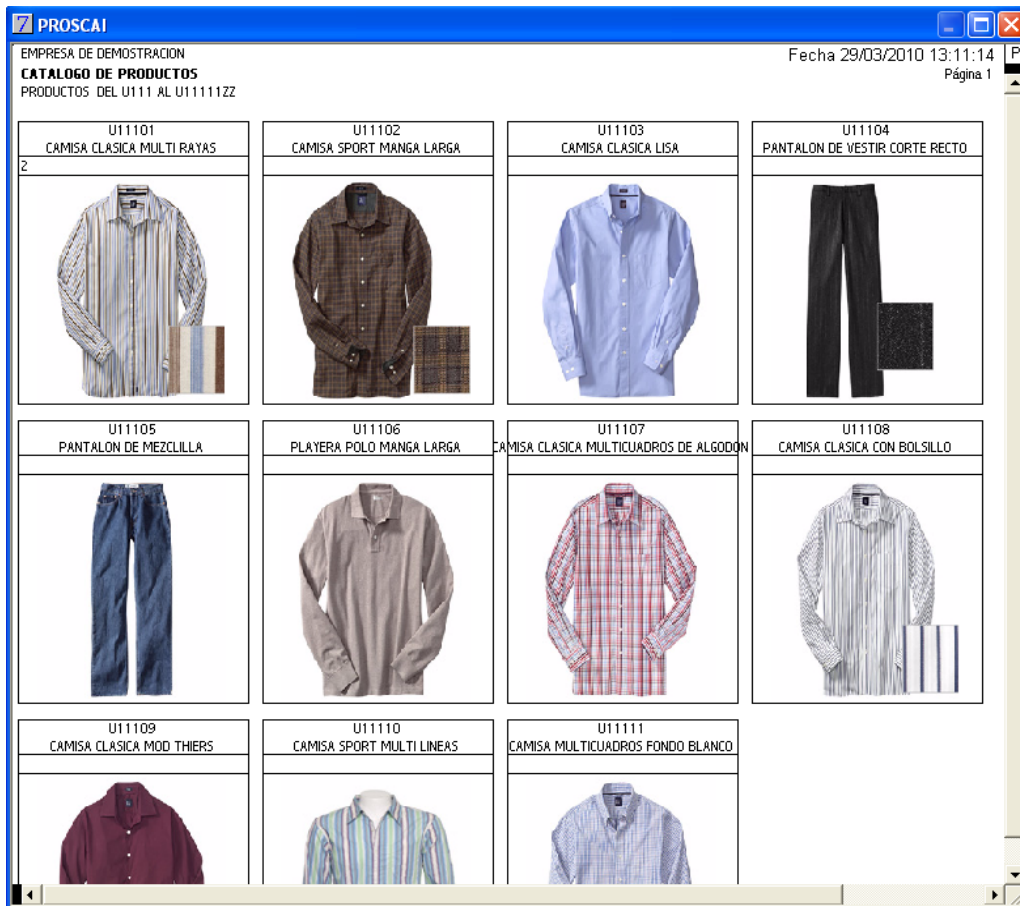 7 PROSCAI
EMPRESA DE DEMOSTRACION
Fecha 29/03/2010 13:11:14
P
CATALOGO DE PRODUCTOS
Página 1
PRODUCTOS DEL U111 AL U11111ZZ
U11101
CAMISA CLASICA MULTI RAYAS
2
U11102
CAMISA SPORT MANGA LARGA
U11103
CAMISA CLASICA LISA
U11104
PANTALON DE VESTIR CORTE RECTO
U11105
PANTALON DE MEZCLILLA
U11106
PLAYERA POLO MANGA LARGA
U11107
CAMISA CLASICA MULTICUADROS DE ALGODON
U11108
CAMISA CLASICA CON BOLSILLO
U11109
CAMISA CLASICA MOD THIERS
U11110
CAMISA SPORT MULTI LINEAS
U11111
CAMISA MULTICUADROS FONDO BLANCO